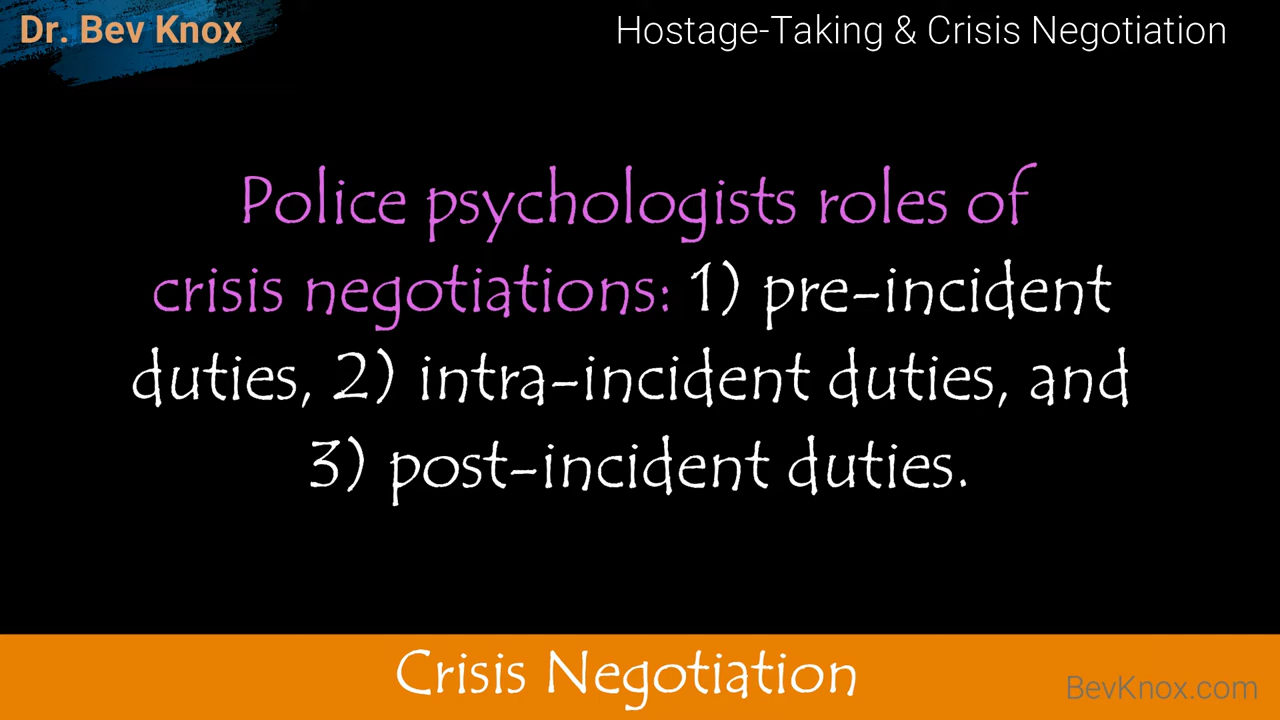 Dr. Bev Knox
Hostage-Taking & Crisis Negotiation
Police psychologists roles of
crisis negotiations: 1) pre-incident
duties, 2) intra-incident duties, and
3) post-incident duties.
Crisis Negotiation
BevKnox.com